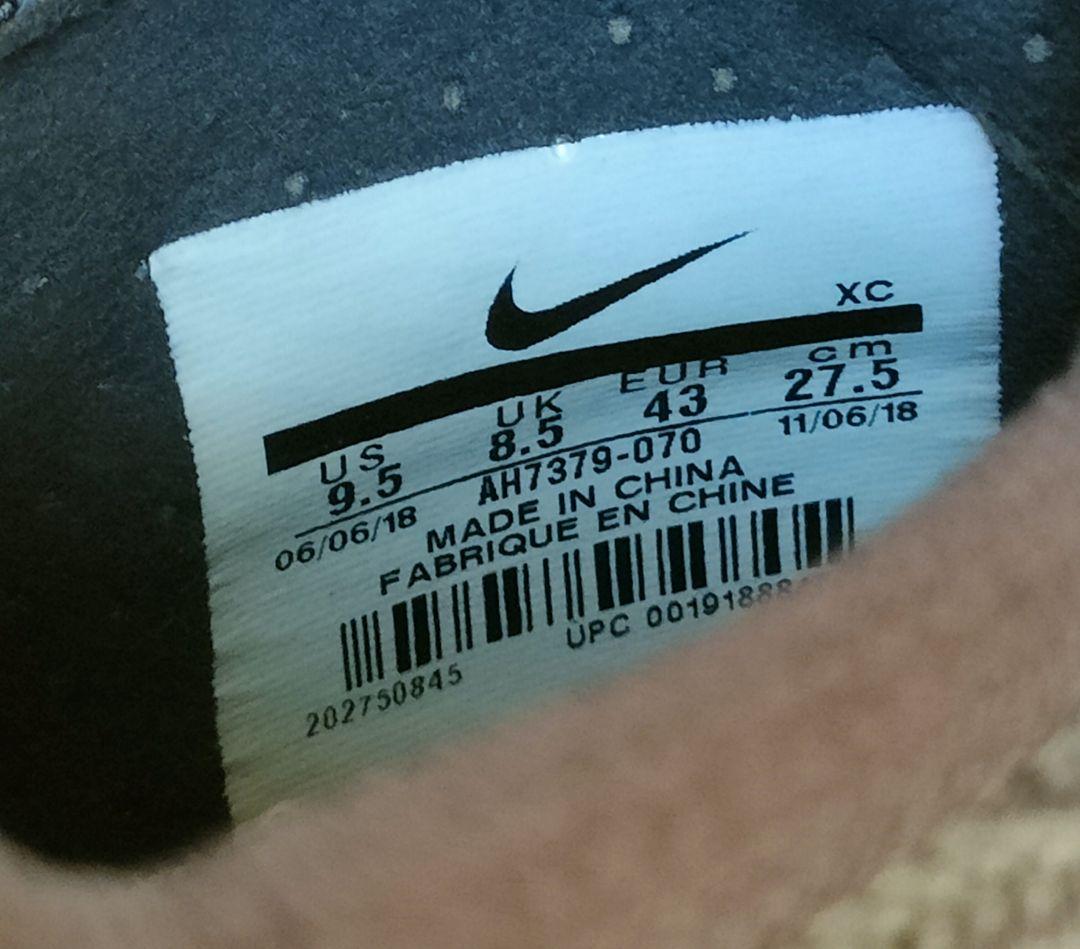 XC
US UK EUR cm
9.5 8.5 43 27.5
06/06/18 AH7379-070 11/06/18
MADE IN CHINA
FABRIQUE EN CHINE
202750845 UPC